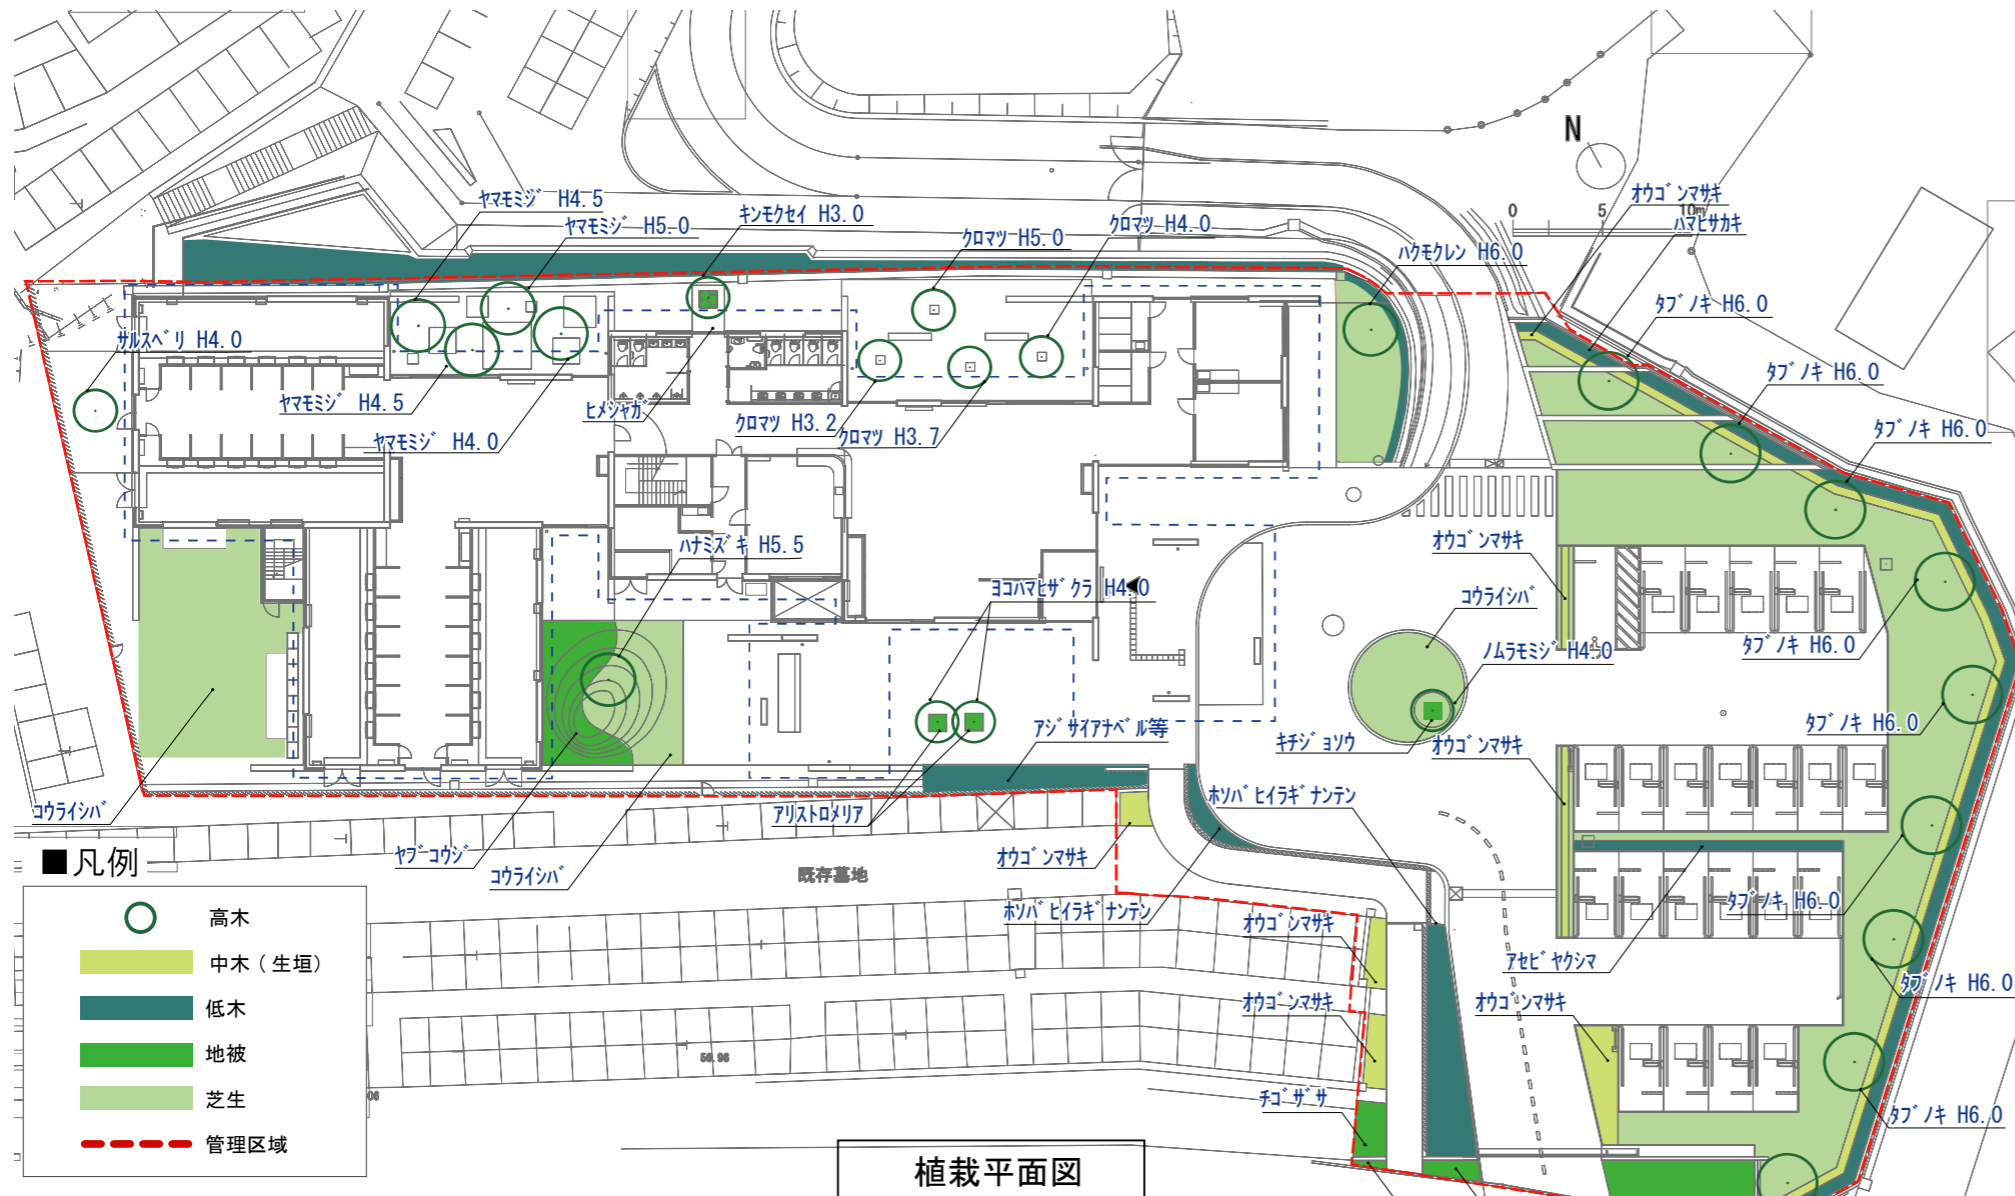 N
0 5 10m
オウゴンマサキ
ハマヒサカキ
ヤマモミジ H4.5
ヤマモミジ H5.0
キンモクセイ H3.0
クロマツ H5.0
クロマツ H4.0
ハクモクレン H6.0
タブノキ H6.0
サルスベリ H4.0
タブノキ H6.0
ヤマモミジ H4.5
ヤマモミジ H4.0
ヒメシャガ
クロマツ H3.2
クロマツ H3.7
タブノキ H6.0
ハナミズキ H5.5
オウゴンマサキ
ヨコハマヒザクラ H4.0
コウライシバ
ノムラモミジ H4.0
タブノキ H6.0
アジサイアナベル等
キチジョウソウ
オウゴンマサキ
タブノキ H6.0
コウライシバ
アリストロメリア
ホソバヒイラギナンテン
ヤブコウジ
コウライシバ
オウゴンマサキ
既存墓地
ホソバヒイラギナンテン
オウゴンマサキ
タブノキ H6.0
アセビヤクシマ
タブノキ H6.0
オウゴンマサキ
オウゴンマサキ
56.96
チゴザサ
タブノキ H6.0
■凡例
高木
中木（生垣）
低木
地被
芝生
管理区域
植栽平面図